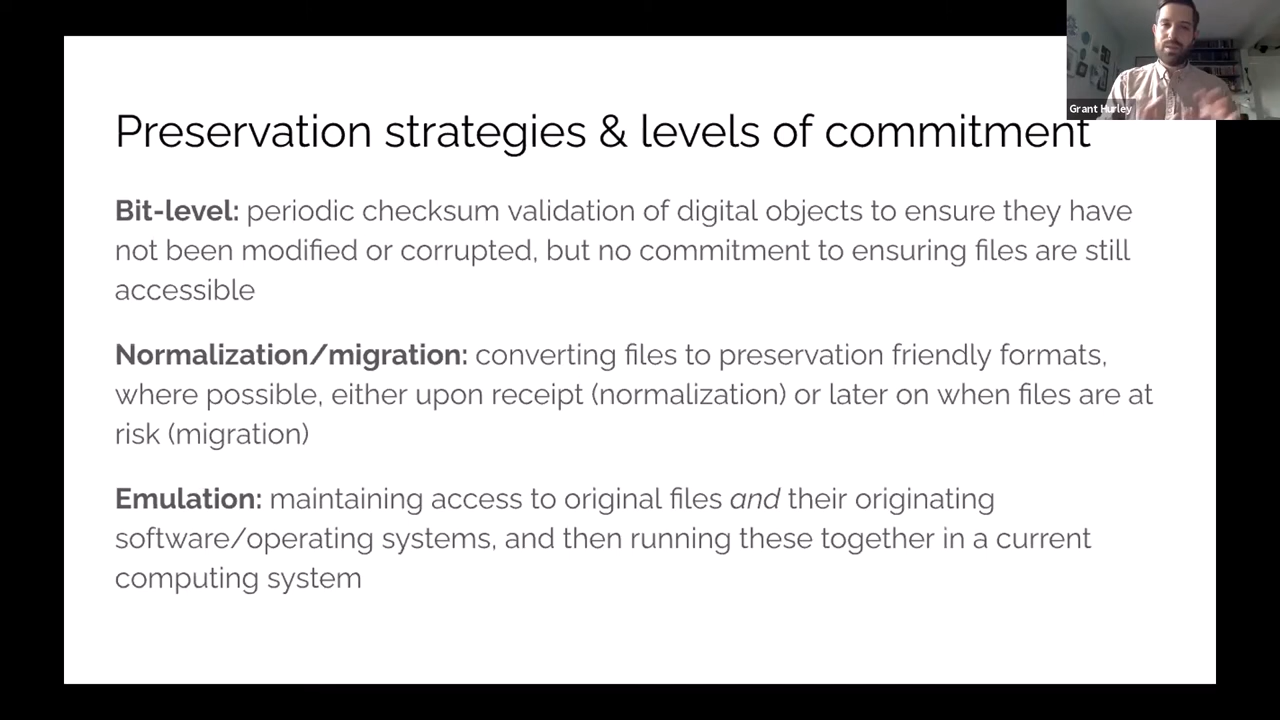 Grant Hurley
Preservation strategies & levels of commitment
Bit-level: periodic checksum validation of digital objects to ensure they have
not been modified or corrupted, but no commitment to ensuring files are still
accessible
Normalization/migration: converting files to preservation friendly formats,
where possible, either upon receipt (normalization) or later on when files are at
risk (migration)
Emulation: maintaining access to original files and their originating
software/operating systems, and then running these together in a current
computing system